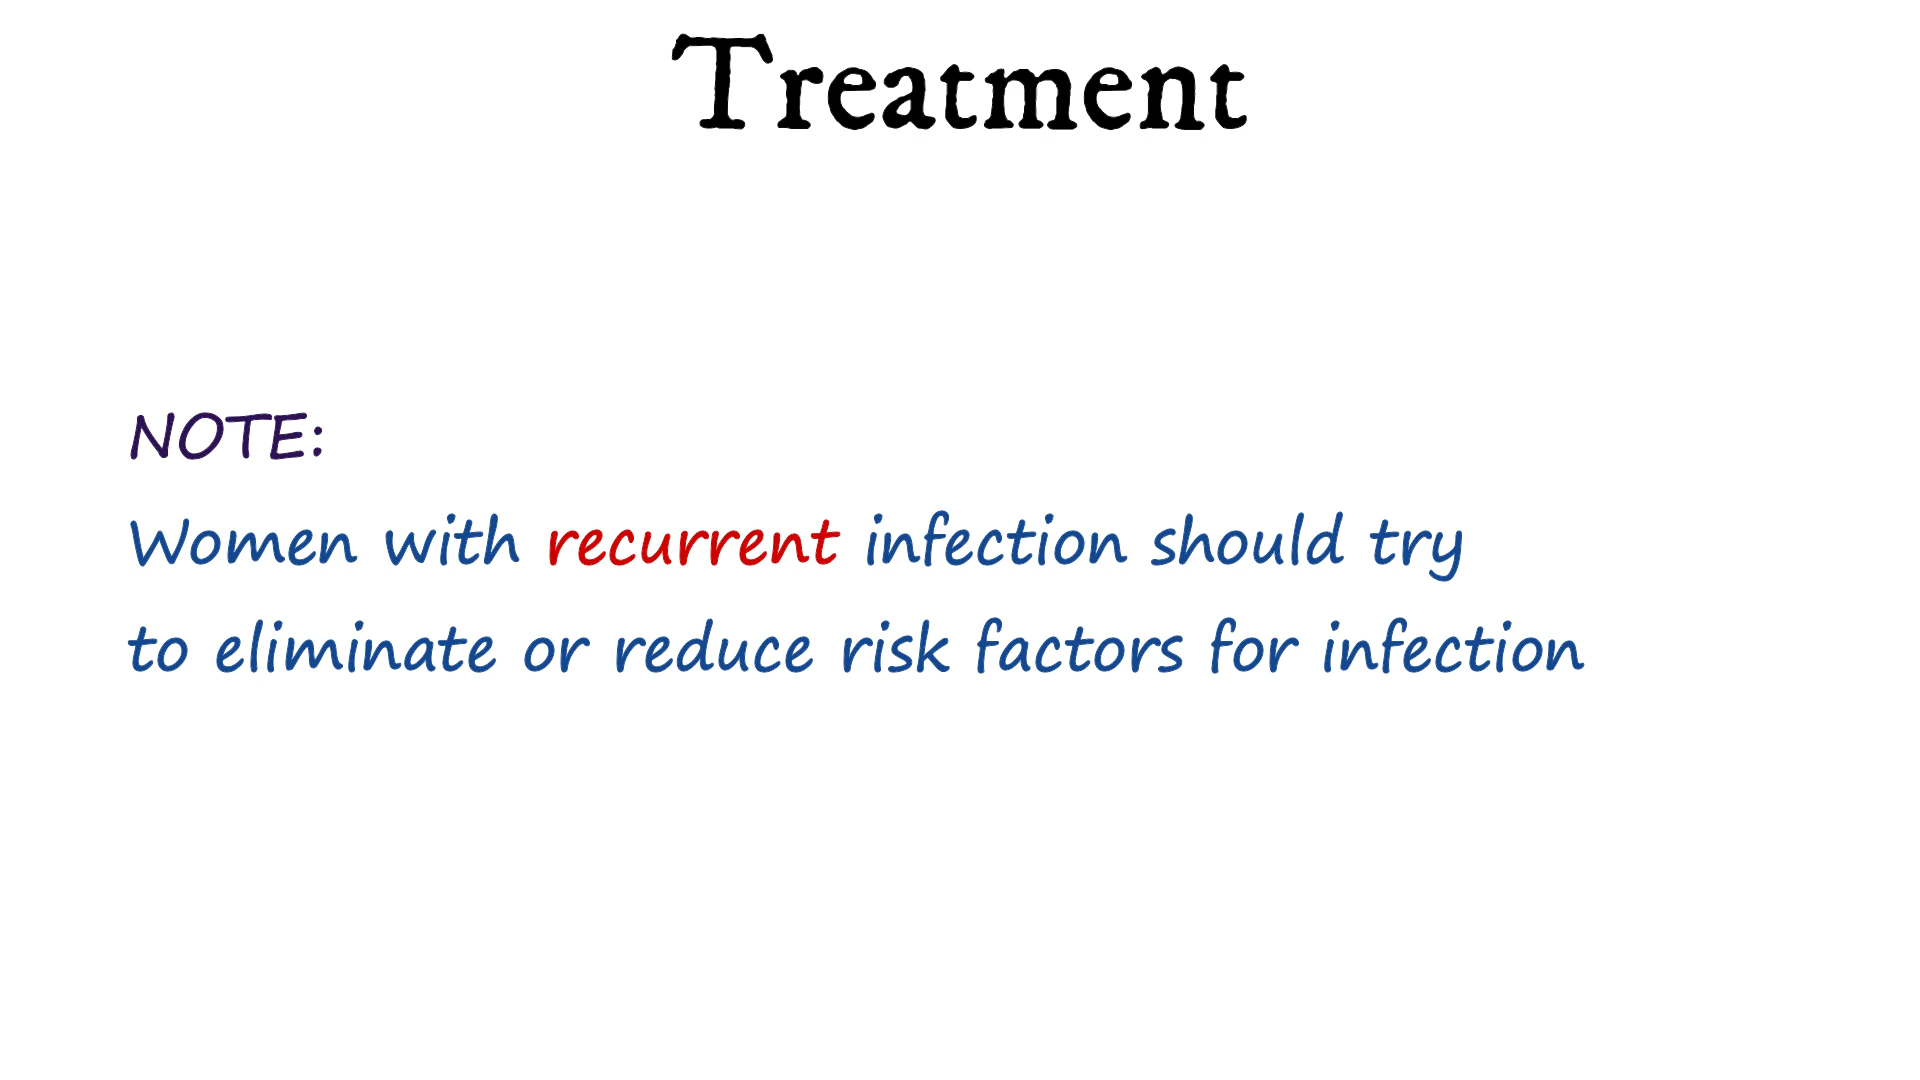 Treatment
NOTE:
Women with recurrent infection should try
to eliminate or reduce risk factors for infection